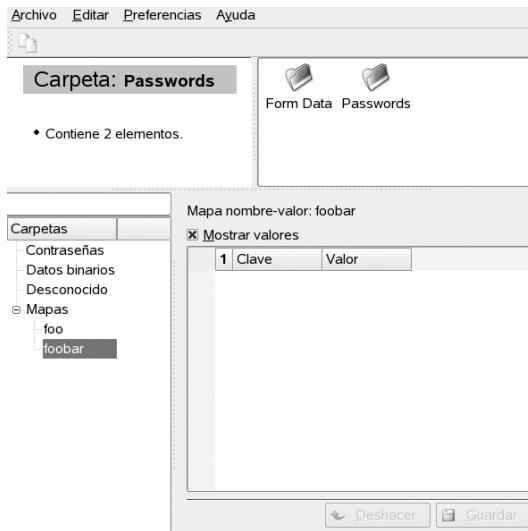 Archivo Editar Preferencias Ayuda
Carpeta: Passwords
Contiene 2 elementos.
Form Data Passwords
Carpetas
Contraseñas
Datos binarios
Desconocido
Mapas
foo
foobar
Mapa nombre-valor: foobar
Mostrar valores
1 Clave Valor
Deshacer Guardar